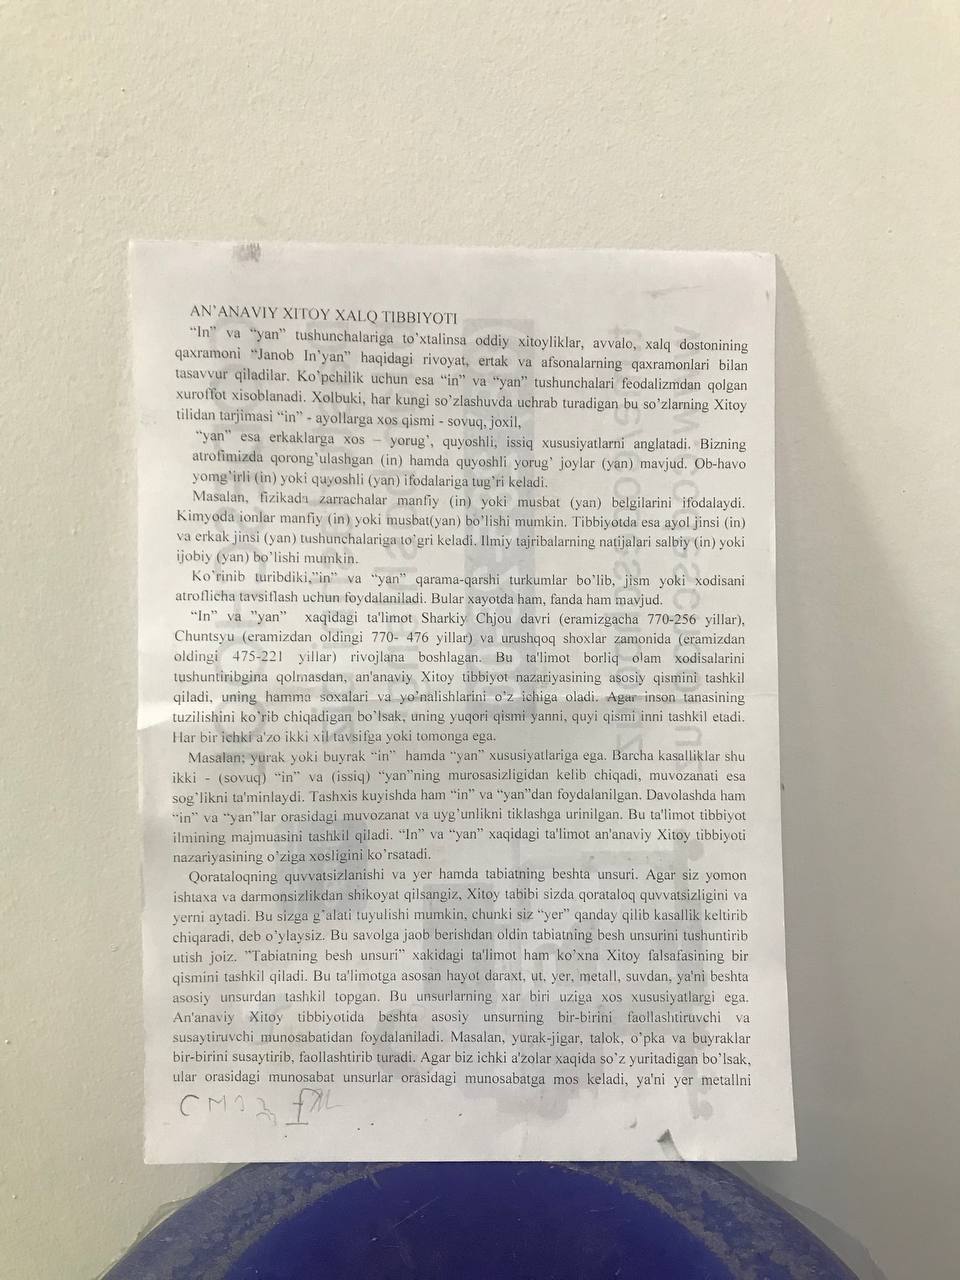 AN'ANAVIY XITOY XALQ TIBBIYOTI
“In” va “yan” tushunchalariga to’xtalinsa oddiy xitoyliklar, avvalo, xalq dostonining
qaxramoni “Janob In’yan” haqidagi rivoyat, ertak va afsonalarning qaxramonlari bilan
tasavvur qiladilar. Ko’pchilik uchun esa “in” va “yan” tushunchalari feodalizmdan qolgan
xuroffot xisoblanadi. Xolbuki, har kungi so’zlashuvda uchrab turadigan bu so’zlarning Xitoy
tilidan tarjimasi “in” - ayollarga xos qismi - sovuq, joxil,
“yan” esa erkaklarga xos – yorug’, quyoshli, issiq xususiyatlarni anglatadi. Bizning
atrofimizda qorong’ulashgan (in) hamda quyoshli yorug’ joylar (yan) mavjud. Ob-havo
yomg’irli (in) yoki quyoshli (yan) ifodalariga tug’ri keladi.
Masalan, fizikada zarrachalar manfiy (in) yoki musbat (yan) belgilarini ifodalaydi.
Kimyoda ionlar manfiy (in) yoki musbat(yan) bo’lishi mumkin. Tibbiyotda esa ayol jinsi (in)
va erkak jinsi (yan) tushunchalariga to’gri keladi. Ilmiy tajribalarning natijalari salbiy (in) yoki
ijobiy (yan) bo’lishi mumkin.
Ko’rinib turibdiki,”in” va “yan” qarama-qarshi turkumlar bo’lib, jism yoki xodisani
atroflicha tavsiflash uchun foydalaniladi. Bular xayotda ham, fanda ham mavjud.
“In” va ”yan” xaqidagi ta'limot Sharkiy Chjou davri (eramizgacha 770-256 yillar),
Chuntsyu (eramizdan oldingi 770- 476 yillar) va urushqoq shoxlar zamonida (eramizdan
oldingi 475-221 yillar) rivojlana boshlagan. Bu ta'limot borliq olam xodisalarini
tushuntiribgina qolmasdan, an'anaviy Xitoy tibbiyot nazariyasining asosiy qismini tashkil
qiladi, uning hamma soxalari va yo’nalishlarini o’z ichiga oladi. Agar inson tanasining
tuzilishini ko’rib chiqadigan bo’lsak, uning yuqori qismi yanni, quyi qismi inni tashkil etadi.
Har bir ichki a'zo ikki xil tavsifga yoki tomonga ega.
Masalan; yurak yoki buyrak “in” hamda “yan” xususiyatlariga ega. Barcha kasalliklar shu
ikki - (sovuq) “in” va (issiq) “yan”ning murosasizligidan kelib chiqadi, muvozanati esa
sog’likni ta'minlaydi. Tashxis kuyishda ham “in” va “yan”dan foydalanilgan. Davolashda ham
“in” va “yan”lar orasidagi muvozanat va uyg’unlikni tiklashga urinilgan. Bu ta'limot tibbiyot
ilmining majmuasini tashkil qiladi. “In” va “yan” xaqidagi ta'limot an'anaviy Xitoy tibbiyoti
nazariyasining o’ziga xosligini ko’rsatadi.
Qorataloqning quvvatsizlanishi va yer hamda tabiatning beshta unsuri. Agar siz yomon
ishtaxa va darmonsizlikdan shikoyat qilsangiz, Xitoy tabibi sizda qorataloq quvvatsizligini va
yerni aytadi. Bu sizga g’alati tuyulishi mumkin, chunki siz “yer” qanday qilib kasallik keltirib
chiqaradi, deb o’ylaysiz. Bu savolga jaob berishdan oldin tabiatning besh unsurini tushuntirib
utish joiz. ”Tabiatning besh unsuri” xakidagi ta'limot ham ko’xna Xitoy falsafasining bir
qismini tashkil qiladi. Bu ta'limotga asosan hayot daraxt, ut, yer, metall, suvdan, ya'ni beshta
asosiy unsurdan tashkil topgan. Bu unsurlarning xar biri uziga xos xususiyatlargi ega.
An'anaviy Xitoy tibbiyotida beshta asosiy unsurning bir-birini faollashtiruvchi va
susaytiruvchi munosabatidan foydalaniladi. Masalan, yurak-jigar, talok, o’pka va buyraklar
bir-birini susaytirib, faollashtirib turadi. Agar biz ichki a'zolar xaqida so’z yuritadigan bo’lsak,
ular orasidagi munosabat unsurlar orasidagi munosabatga mos keladi, ya'ni yer metallni